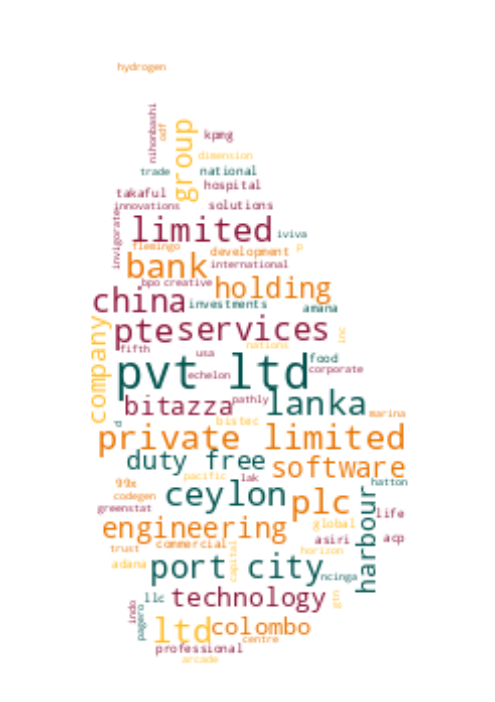 hydrogen
nihonbashi
odf
group
kpmg
dimension
trade
national
takaful
hospital
innovations
solutions
invigorate
limited
iviva
flemingo
development
p
bank
international
bpo
creative
holding
china
investments
amana
pte
services
inc
company
fifth
usa
nations
food
pvt ltd
echelon
corporate
bitazza
pathly
lanka
marina
bistec
private limited
duty free
software
pacific
lak
hatton
99x
codegen
ceylon
plc
harbour
greenstat
life
engineering
global
asiri
acp
trust
commercial
capital
horizon
adana
port city
ncinga
llc
technology
gtn
indo
pagero
ltd
colombo
centre
professional
arcade